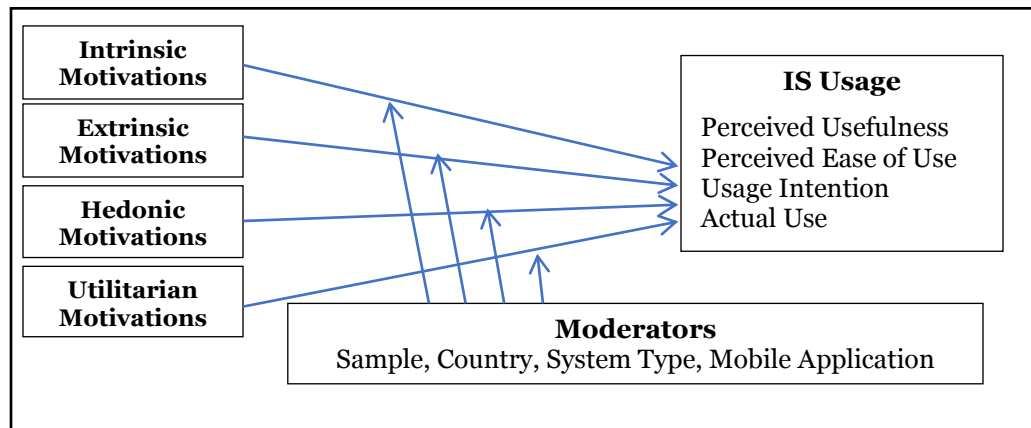 Intrinsic
Motivations
Extrinsic
Motivations
Hedonic
Motivations
Utilitarian
Motivations
IS Usage
Perceived Usefulness
Perceived Ease of Use
Usage Intention
Actual Use
Moderators
Sample, Country, System Type, Mobile Application